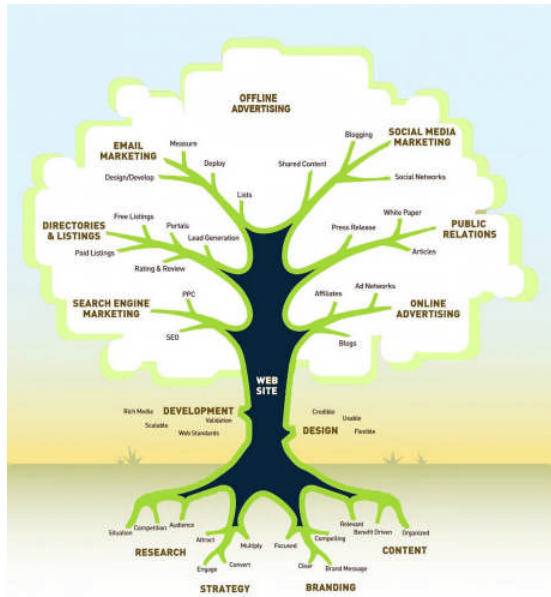 OFFLINE
ADVERTISING
EMAIL
MARKETING
Measure
Deploy
Design/Develop
Lists
SOCIAL MEDIA
MARKETING
Blogging
Shared Content
Social Networks
DIRECTORIES
& LISTINGS
Free Listings
Portals
Lead Generation
Paid Listings
Rating & Review
PUBLIC
RELATIONS
White Paper
Press Release
Articles
SEARCH ENGINE
MARKETING
PPC
SEO
ONLINE
ADVERTISING
Ad Networks
Affiliates
Blogs
WEB
SITE
DEVELOPMENT
Rich Media
Validation
Scalable
Web Standards
DESIGN
Credible
Usable
Flexible
RESEARCH
Situation
Competition
Audience
STRATEGY
Attract
Engage
Convert
Multiply
BRANDING
Focused
Clear
Brand Message
Compelling
CONTENT
Relevant
Benefit Driven
Organized